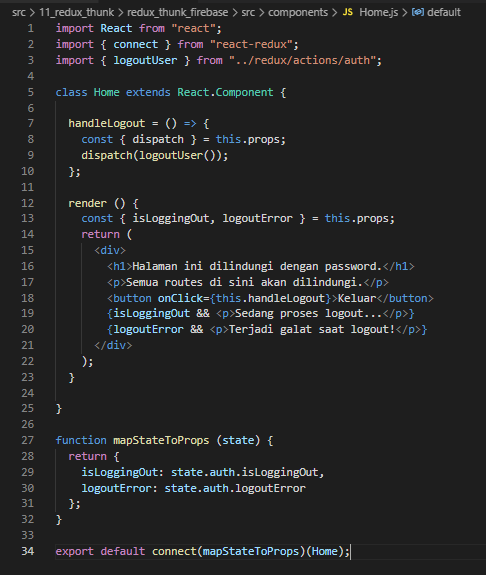 src > 11_redux_thunk > redux_thunk_firebase > src > components > JS Home.js > default
1 import React from "react";
2 import { connect } from "react-redux";
3 import { logoutUser } from "../redux/actions/auth";
4
5 class Home extends React.Component {
6
7   handleLogout = () => {
8     const { dispatch } = this.props;
9     dispatch(logoutUser());
10   };
11
12   render () {
13     const { isLoggingOut, logoutError } = this.props;
14     return (
15       <div>
16         <h1>Halaman ini dilindungi dengan password.</h1>
17         <p>Semua routes di sini akan dilindungi.</p>
18         <button onClick={this.handleLogout}>Keluar</button>
19         {isLoggingOut && <p>Sedang proses logout...</p>}
20         {logoutError && <p>Terjadi galat saat logout!</p>}
21       </div>
22     );
23   }
24
25 }
26
27 function mapStateToProps (state) {
28   return {
29     isLoggingOut: state.auth.isLoggingOut,
30     logoutError: state.auth.logoutError
31   };
32 }
33
34 export default connect(mapStateToProps)(Home);